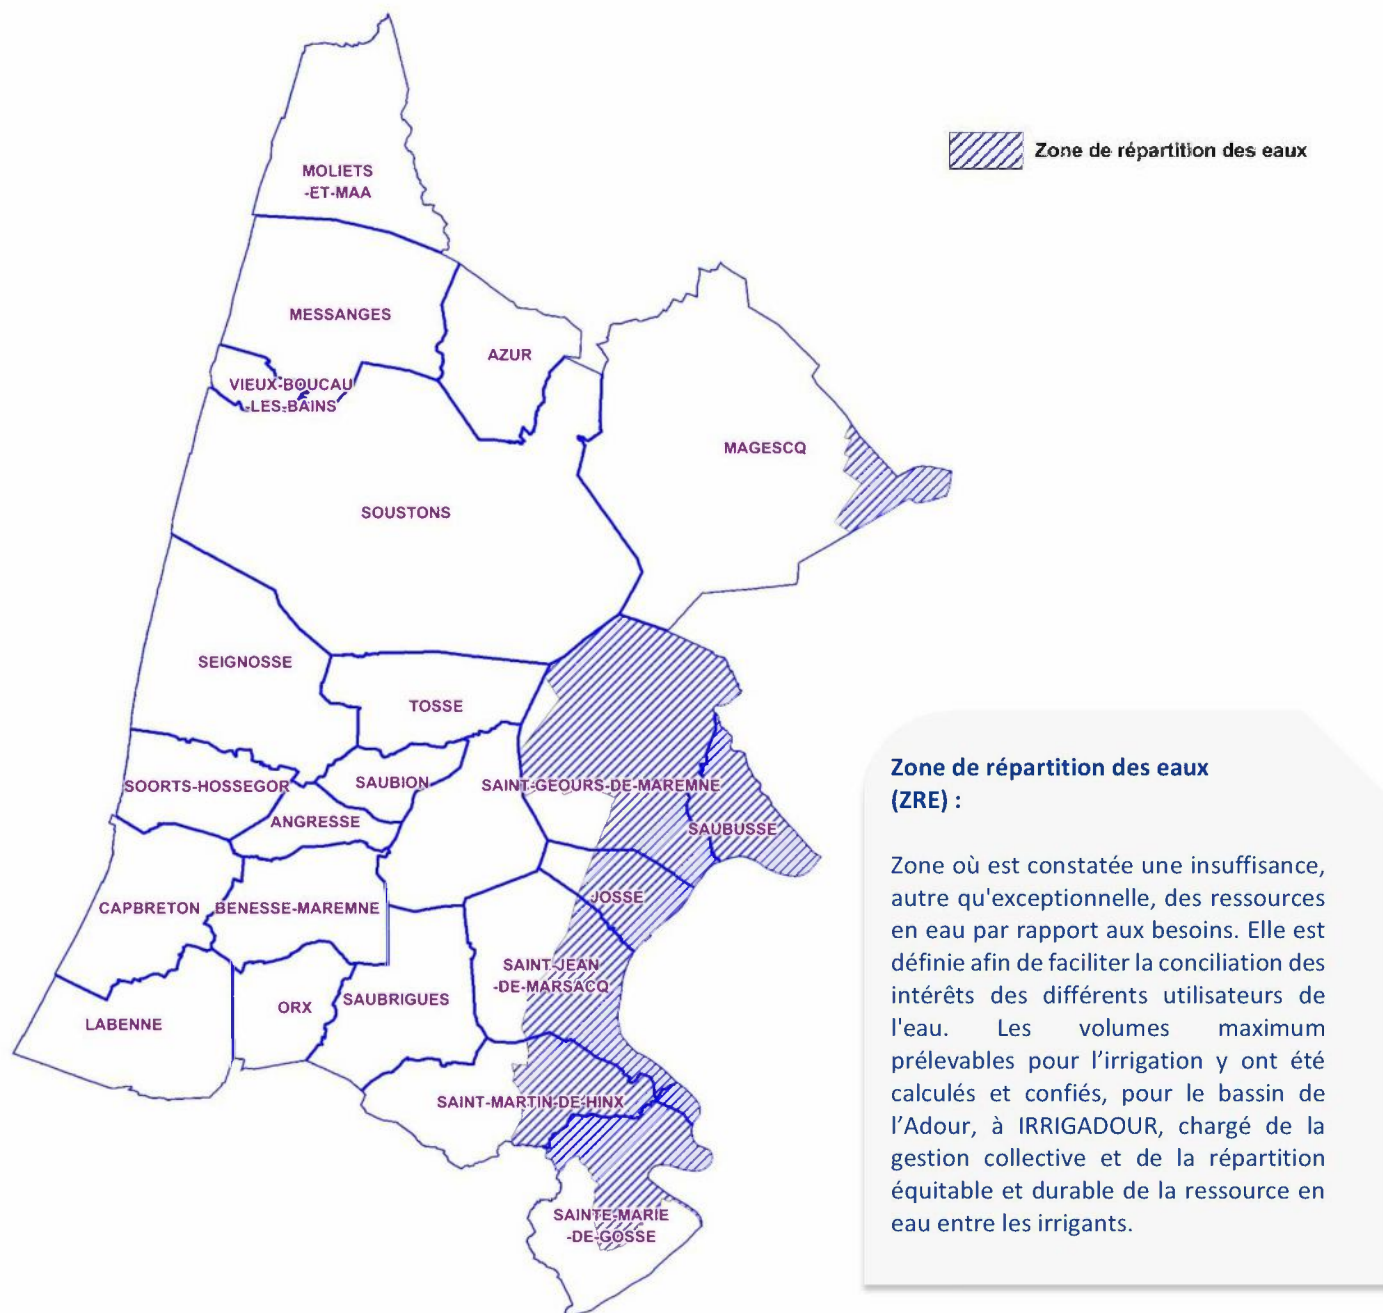 Zone de répartition des eaux
MOLIETS
-ET-MAA
MESSANGES
AZUR
VIEUX-BOUCAU
-LES-BAINS
MAGESCQ
SOUSTONS
SEIGNOSSE
TOSSE
SOORTS-HOSSEGOR
SAUBION
SAINT-GEOURS-DE-MAREMNE
ANGRESSE
SAUBUSSE
CAPBRETON
BENESSE-MAREMNE
JOSSE
SAINT-JEAN
-DE-MARSACQ
ORX
SAUBRIGUES
LABENNE
SAINT-MARTIN-DE-HINX
SAINTE-MARIE
-DE-GOSSE
Zone de répartition des eaux
(ZRE) :
Zone où est constatée une insuffisance,
autre qu'exceptionnelle, des ressources
en eau par rapport aux besoins. Elle est
définie afin de faciliter la conciliation des
intérêts des différents utilisateurs de
l'eau. Les volumes maximum
prélevables pour l’irrigation y ont été
calculés et confiés, pour le bassin de
l’Adour, à IRRIGADOUR, chargé de la
gestion collective et de la répartition
équitable et durable de la ressource en
eau entre les irrigants.